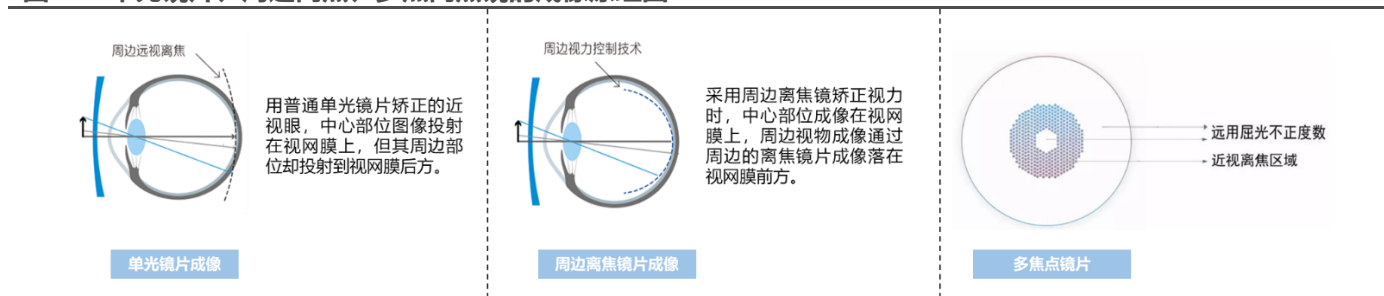 周边远视离焦
用普通单光镜片矫正的近
视眼，中心部位图像投射
在视网膜上，但其周边部
位却投射到视网膜后方。
单光镜片成像
周边视力控制技术
采用周边离焦镜矫正视力
时，中心部位成像在视网
膜上，周边视物成像通过
周边的离焦镜片成像落在
视网膜前方。
周边离焦镜片成像
远用屈光不正度数
近视离焦区域
多焦点镜片